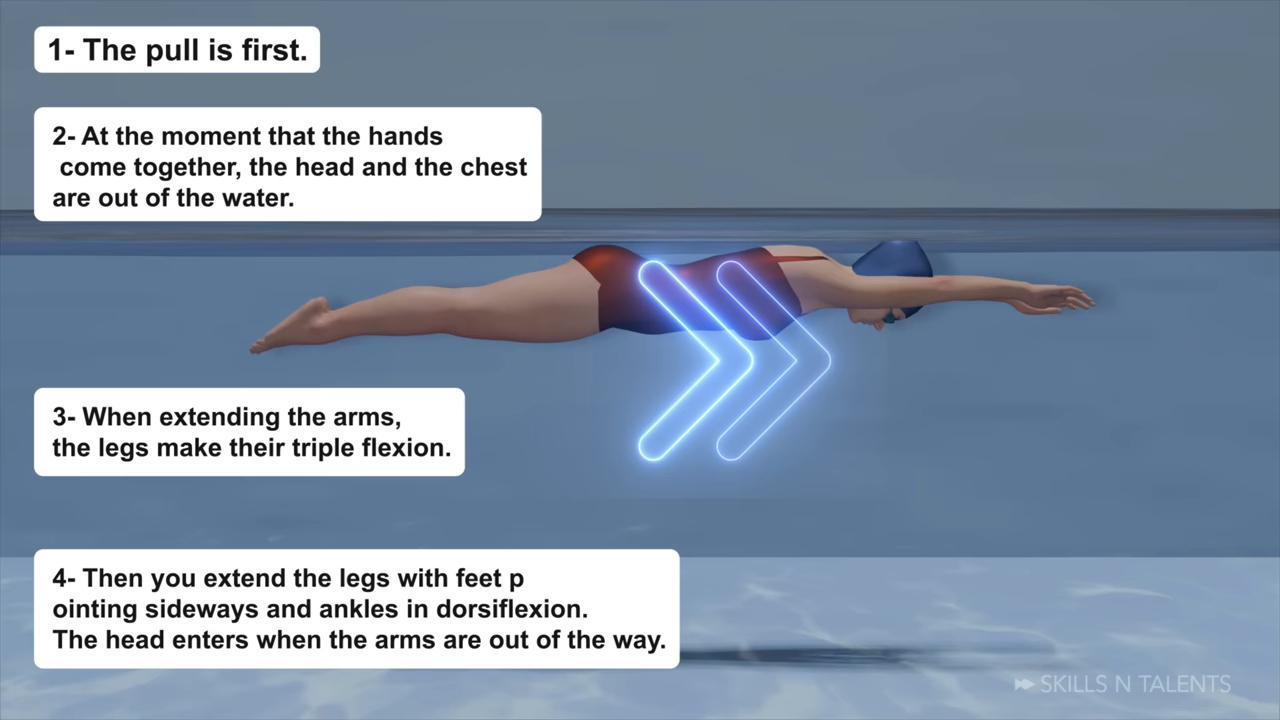 1- The pull is first.
2- At the moment that the hands
come together, the head and the chest
are out of the water.
3- When extending the arms,
the legs make their triple flexion.
4- Then you extend the legs with feet p
ointing sideways and ankles in dorsiflexion.
The head enters when the arms are out of the way.
SKILLS N TALENTS